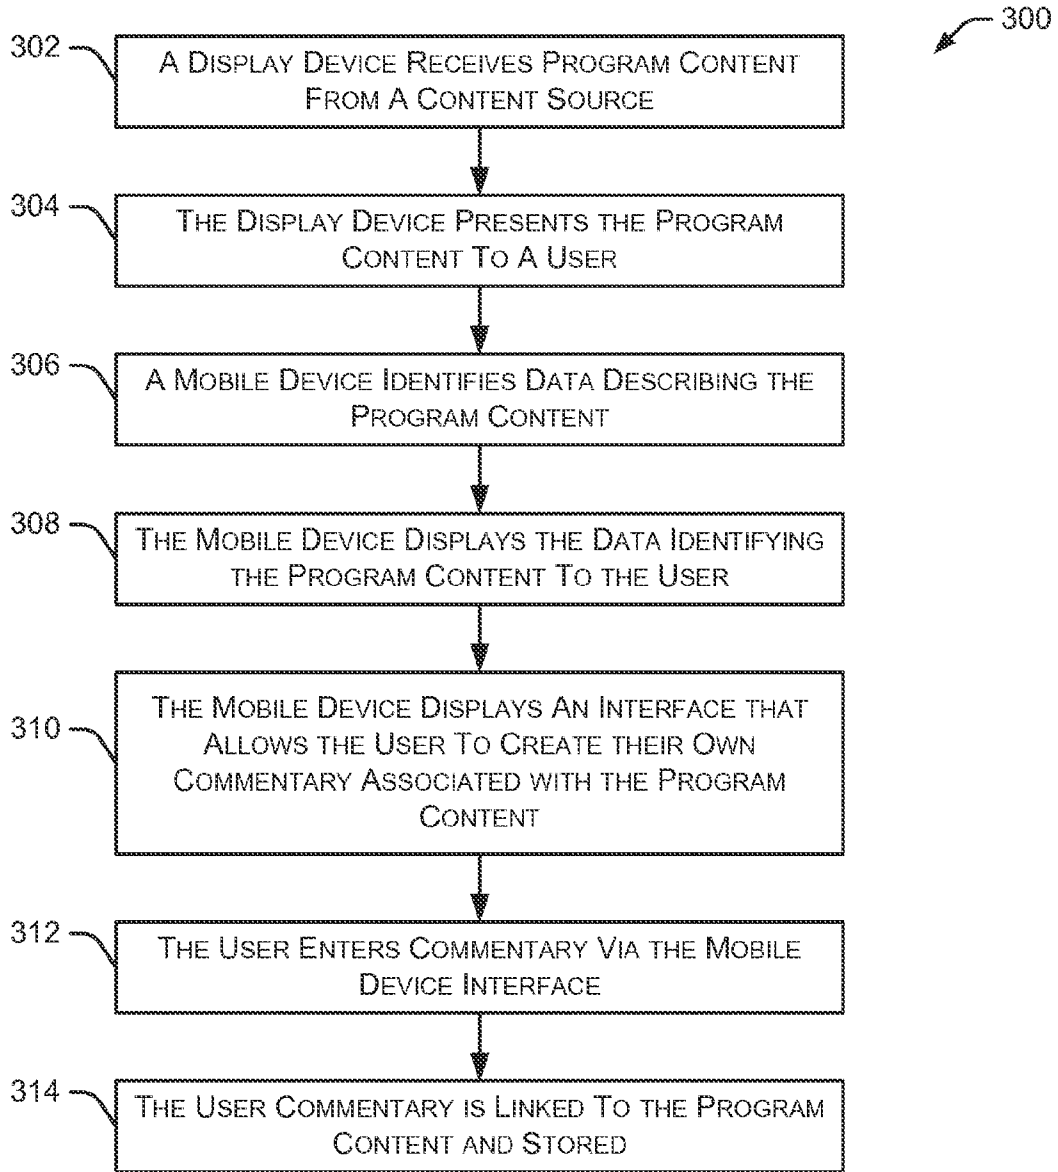 300
302
A DISPLAY DEVICE RECEIVES PROGRAM CONTENT
FROM A CONTENT SOURCE
304
THE DISPLAY DEVICE PRESENTS THE PROGRAM
CONTENT TO A USER
306
A MOBILE DEVICE IDENTIFIES DATA DESCRIBING THE
PROGRAM CONTENT
308
THE MOBILE DEVICE DISPLAYS THE DATA IDENTIFYING
THE PROGRAM CONTENT TO THE USER
310
THE MOBILE DEVICE DISPLAYS AN INTERFACE THAT
ALLOWS THE USER TO CREATE THEIR OWN
COMMENTARY ASSOCIATED WITH THE PROGRAM
CONTENT
312
THE USER ENTERS COMMENTARY VIA THE MOBILE
DEVICE INTERFACE
314
THE USER COMMENTARY IS LINKED TO THE PROGRAM
CONTENT AND STORED